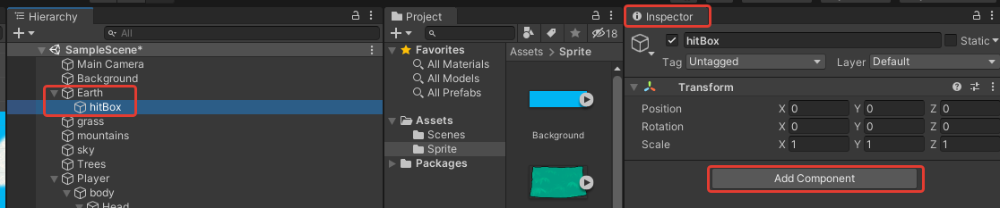 Hierarchy
All
SampleScene*
Main Camera
Background
Earth
hitBox
grass
mountains
sky
Trees
Player
body
Head
Project
18
Favorites
All Materials
All Models
All Prefabs
Assets
Scenes
Sprite
Packages
Assets > Sprite
Background
Inspector
hitBox
Static
Tag Untagged Layer Default
Transform
Position X 0 Y 0 Z 0
Rotation X 0 Y 0 Z 0
Scale X 1 Y 1 Z 1
Add Component